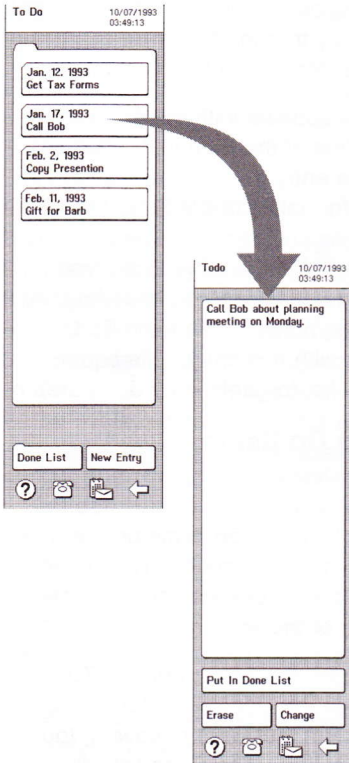 To Do
10/07/1993
03:49:13
Jan. 12, 1993
Get Tax Forms
Jan. 17, 1993
Call Bob
Feb. 2, 1993
Copy Presention
Feb. 11, 1993
Gift for Barb
Done List
New Entry
?
Todo
10/07/1993
03:49:13
Call Bob about planning
meeting on Monday.
Put In Done List
Erase
Change
?